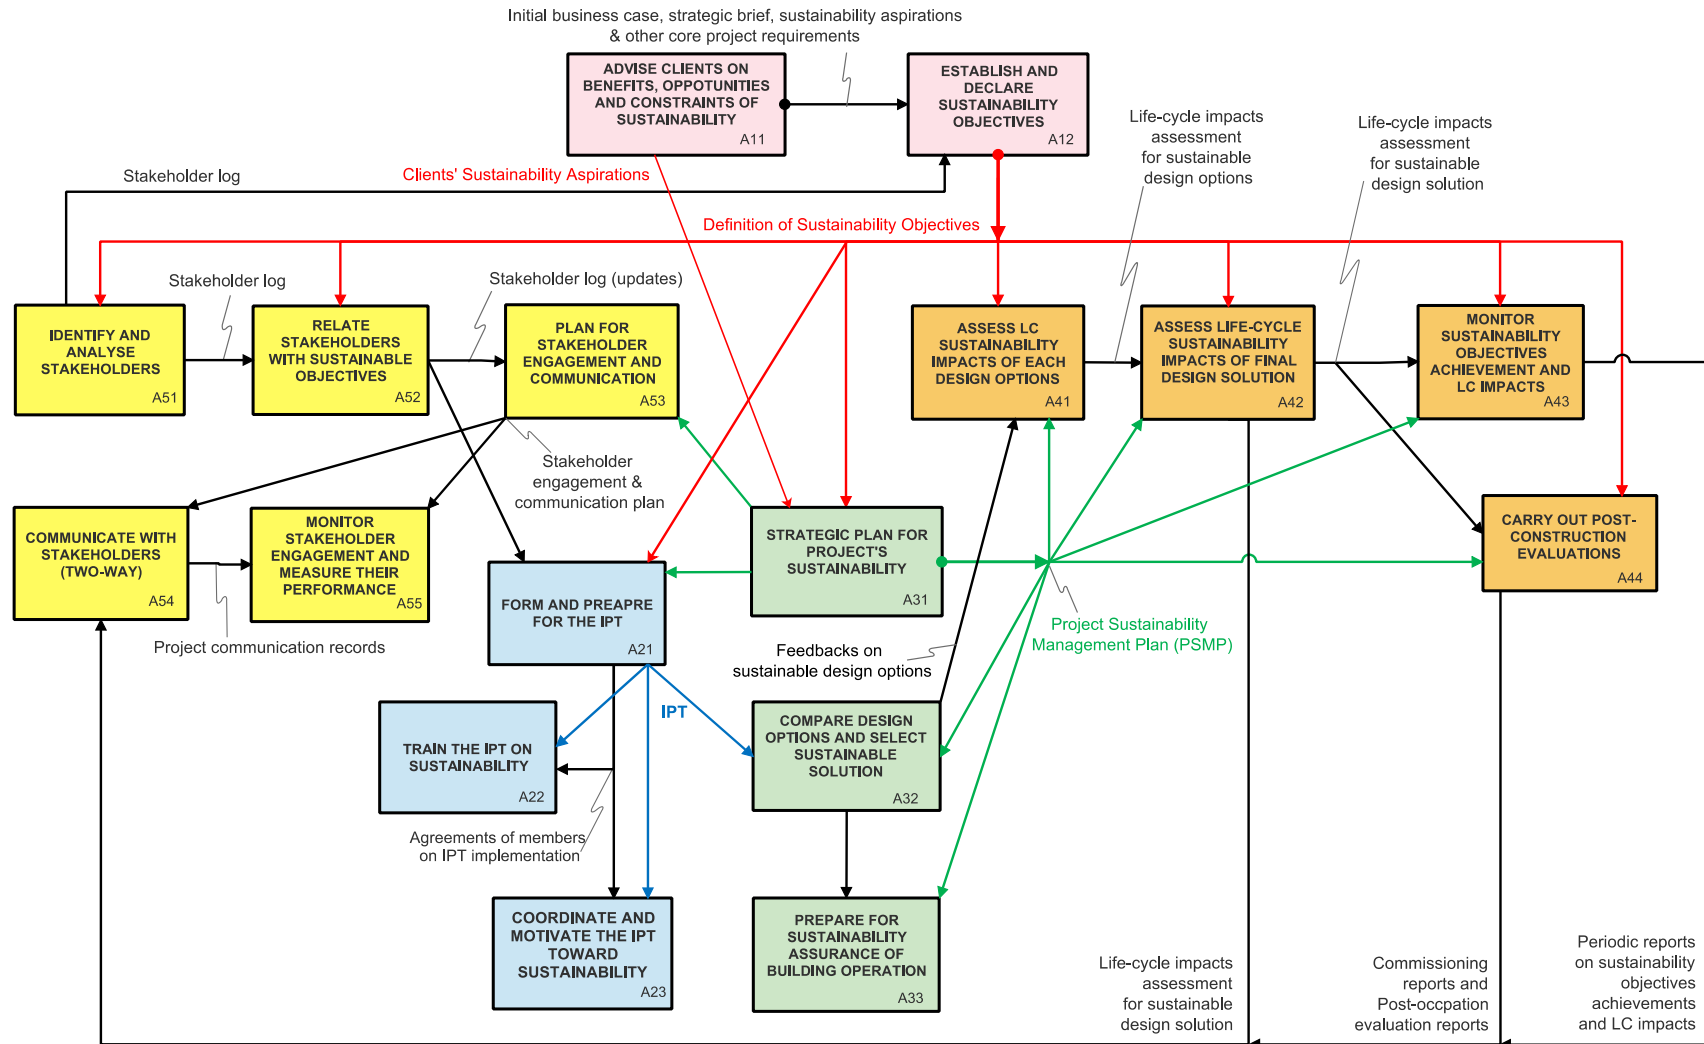 Initial business case, strategic brief, sustainability aspirations
& other core project requirements
ADVISE CLIENTS ON
BENEFITS, OPPOTUNITIES
AND CONSTRAINTS OF
SUSTAINABILITY
A11
ESTABLISH AND
DECLARE
SUSTAINABILITY
OBJECTIVES
A12
Life-cycle impacts
assessment
for sustainable
design options
Life-cycle impacts
assessment
for sustainable
design solution
Stakeholder log
Clients' Sustainability Aspirations
Definition of Sustainability Objectives
Stakeholder log
Stakeholder log (updates)
IDENTIFY AND
ANALYSE
STAKEHOLDERS
A51
RELATE
STAKEHOLDERS
WITH SUSTAINABLE
OBJECTIVES
A52
PLAN FOR
STAKEHOLDER
ENGAGEMENT AND
COMMUNICATION
A53
ASSESS LC
SUSTAINABILITY
IMPACTS OF EACH
DESIGN OPTIONS
A41
ASSESS LIFE-CYCLE
SUSTAINABILITY
IMPACTS OF FINAL
DESIGN SOLUTION
A42
MONITOR
SUSTAINABILITY
OBJECTIVES
ACHIEVEMENT AND
LC IMPACTS
A43
Stakeholder
engagement &
communication plan
COMMUNICATE WITH
STAKEHOLDERS
(TWO-WAY)
A54
MONITOR
STAKEHOLDER
ENGAGEMENT AND
MEASURE THEIR
PERFORMANCE
A55
STRATEGIC PLAN FOR
PROJECT'S
SUSTAINABILITY
A31
CARRY OUT POST-
CONSTRUCTION
EVALUATIONS
A44
Project communication records
FORM AND PREAPRE
FOR THE IPT
A21
Project Sustainability
Management Plan (PSMP)
Feedbacks on
sustainable design options
IPT
TRAIN THE IPT ON
SUSTAINABILITY
A22
COMPARE DESIGN
OPTIONS AND SELECT
SUSTAINABLE
SOLUTION
A32
Agreements of members
on IPT implementation
COORDINATE AND
MOTIVATE THE IPT
TOWARD
SUSTAINABILITY
A23
PREPARE FOR
SUSTAINABILITY
ASSURANCE OF
BUILDING OPERATION
A33
Life-cycle impacts
assessment
for sustainable
design solution
Commissioning
reports and
Post-occpation
evaluation reports
Periodic reports
on sustainability
objectives
achievements
and LC impacts